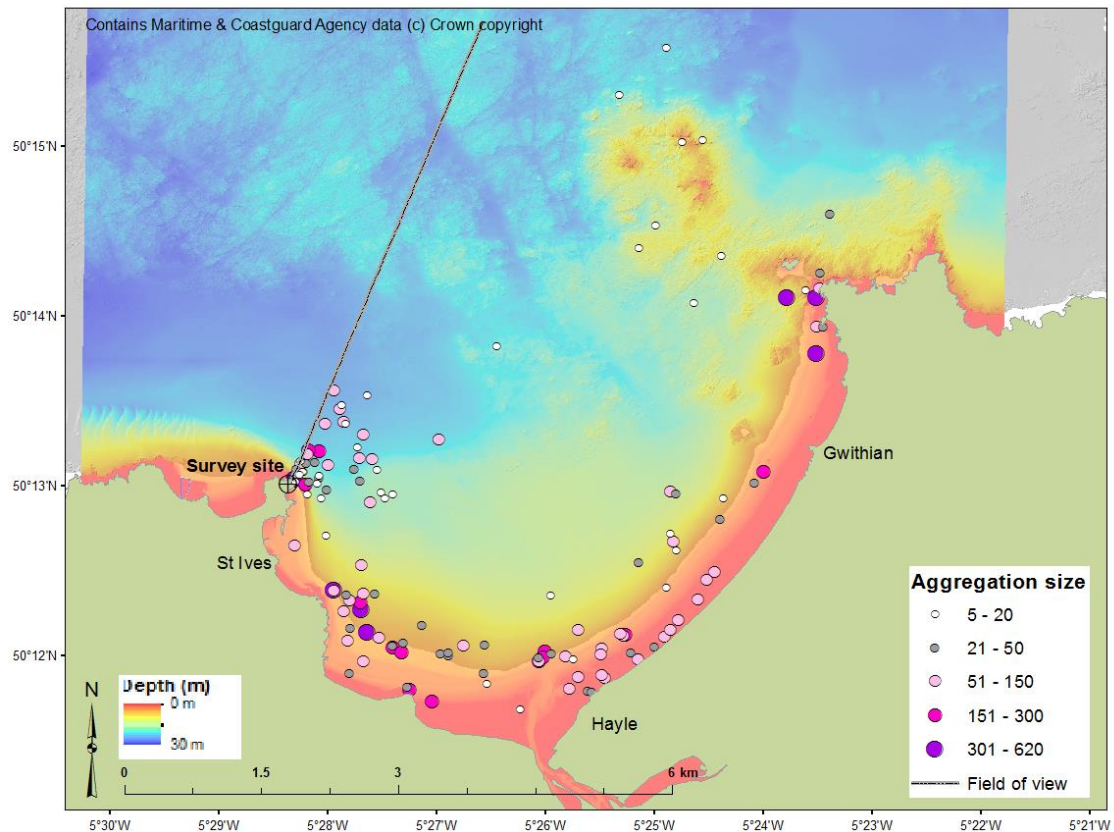 Contains Maritime & Coastguard Agency data (c) Crown copyright
50°15'N
50°14'N
50°13'N
50°12'N
Survey site
St Ives
Gwithian
Hayle
N
Depth (m)
0 m
30 m
0 1.5 3 6 km
Aggregation size
5 - 20
21 - 50
51 - 150
151 - 300
301 - 620
Field of view
5°30'W 5°29'W 5°28'W 5°27'W 5°26'W 5°25'W 5°24'W 5°23'W 5°22'W 5°21'W